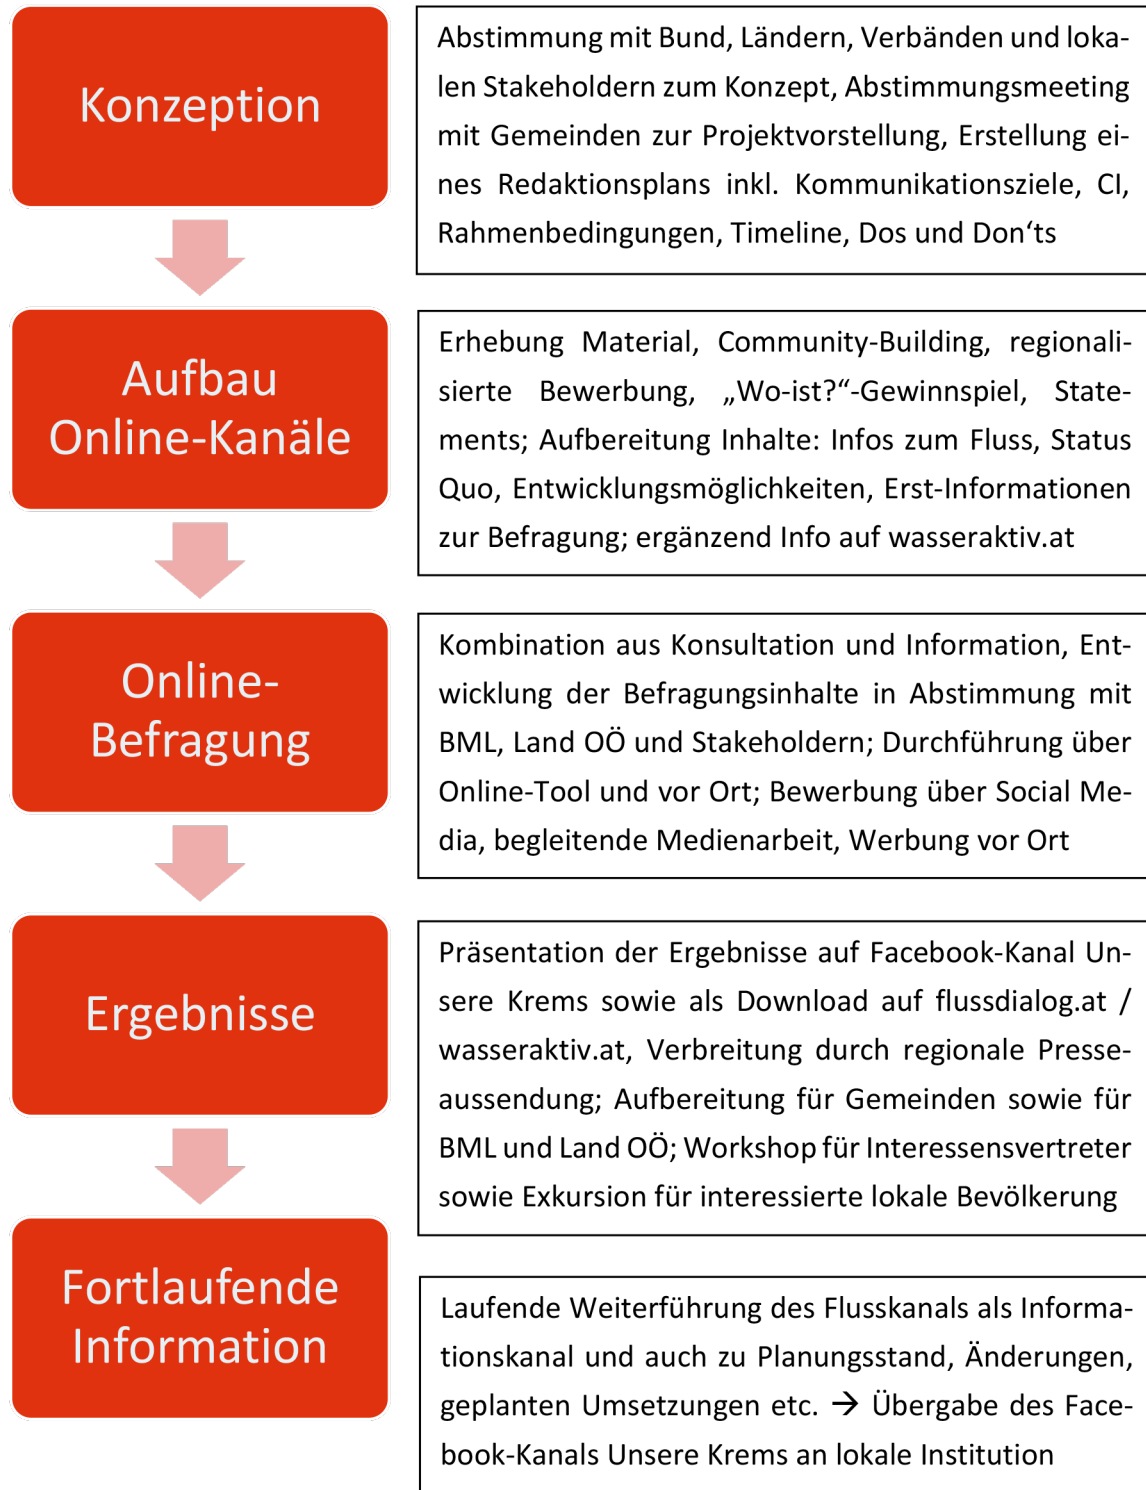 Konzeption
Abstimmung mit Bund, Ländern, Verbänden und loka-
len Stakeholdern zum Konzept, Abstimmungsmeeting
mit Gemeinden zur Projektvorstellung, Erstellung ei-
nes Redaktionsplans inkl. Kommunikationsziele, CI,
Rahmenbedingungen, Timeline, Dos und Don‘ts
Aufbau
Online-Kanäle
Erhebung Material, Community-Building, regionali-
sierte Bewerbung, „Wo-ist?“-Gewinnspiel, State-
ments; Aufbereitung Inhalte: Infos zum Fluss, Status
Quo, Entwicklungsmöglichkeiten, Erst-Informationen
zur Befragung; ergänzend Info auf wasseraktiv.at
Online-
Befragung
Kombination aus Konsultation und Information, Ent-
wicklung der Befragungsinhalte in Abstimmung mit
BML, Land OÖ und Stakeholdern; Durchführung über
Online-Tool und vor Ort; Bewerbung über Social Me-
dia, begleitende Medienarbeit, Werbung vor Ort
Ergebnisse
Präsentation der Ergebnisse auf Facebook-Kanal Un-
sere Krems sowie als Download auf flussdialog.at /
wasseraktiv.at, Verbreitung durch regionale Presse-
aussendung; Aufbereitung für Gemeinden sowie für
BML und Land OÖ; Workshop für Interessensvertreter
sowie Exkursion für interessierte lokale Bevölkerung
Fortlaufende
Information
Laufende Weiterführung des Flusskanals als Informa-
tionskanal und auch zu Planungsstand, Änderungen,
geplanten Umsetzungen etc. → Übergabe des Face-
book-Kanals Unsere Krems an lokale Institution